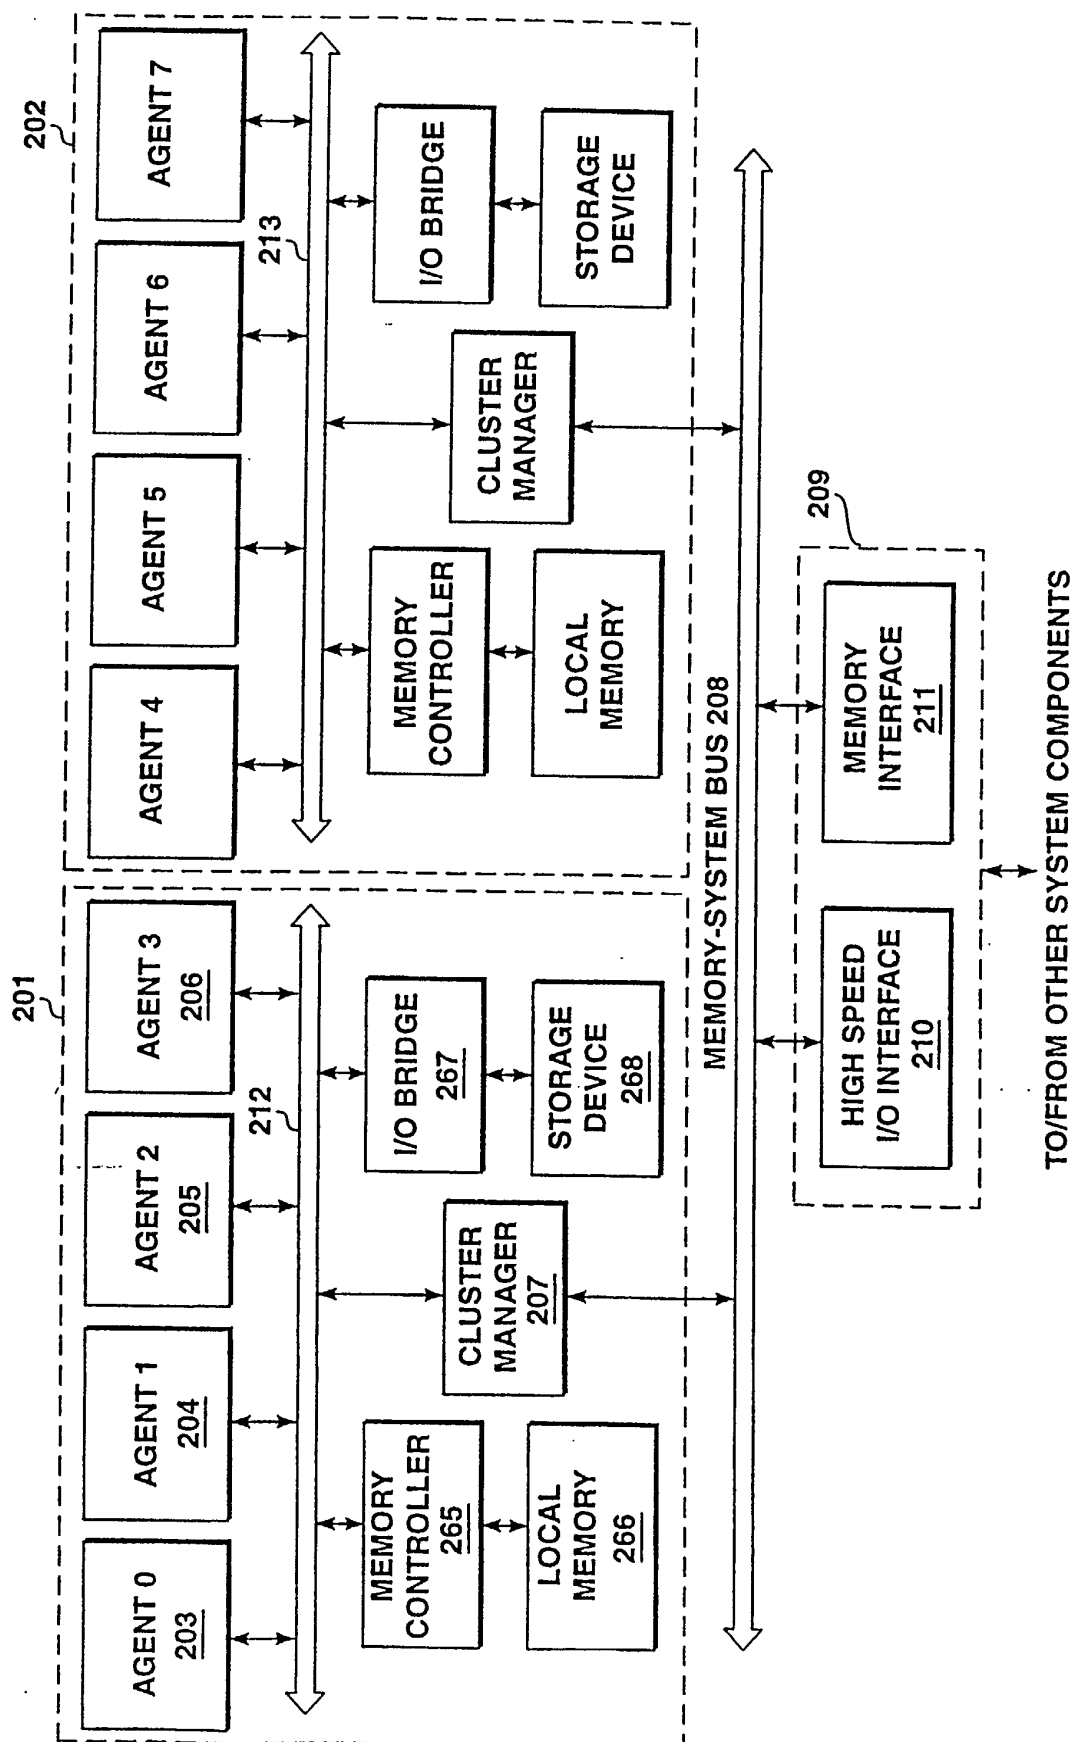 201
AGENT 0
203
AGENT 1
204
AGENT 2
205
AGENT 3
206
212
MEMORY
CONTROLLER
265
LOCAL
MEMORY
266
CLUSTER
MANAGER
207
I/O BRIDGE
267
STORAGE
DEVICE
268
202
AGENT 4
AGENT 5
AGENT 6
AGENT 7
213
MEMORY
CONTROLLER
LOCAL
MEMORY
CLUSTER
MANAGER
I/O BRIDGE
STORAGE
DEVICE
MEMORY-SYSTEM BUS 208
209
HIGH SPEED
I/O INTERFACE
210
MEMORY
INTERFACE
211
TO/FROM OTHER SYSTEM COMPONENTS